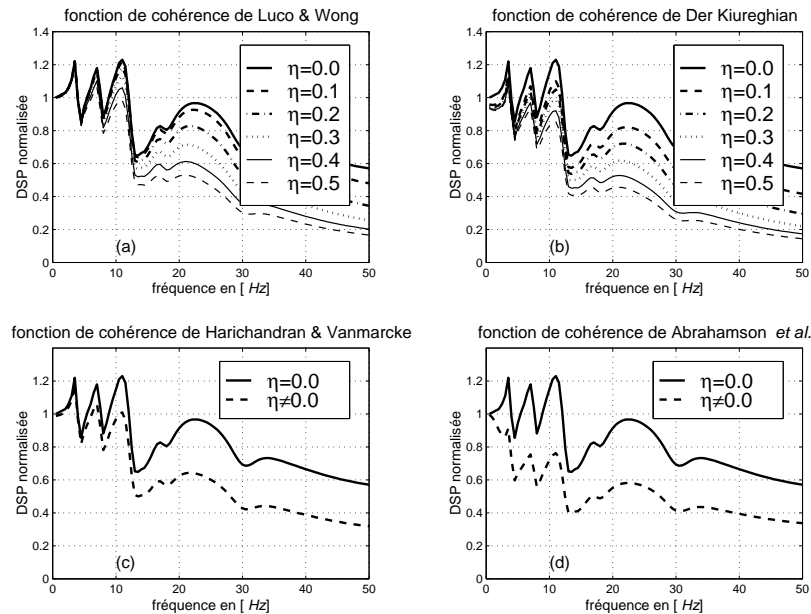 fonction de cohérence de Luco & Wong
DSP normalisée
1.4
1.2
1
0.8
0.6
0.4
0.2
0
η=0.0
η=0.1
η=0.2
η=0.3
η=0.4
η=0.5
(a)
0 10 20 30 40 50
fréquence en [ Hz]
fonction de cohérence de Der Kiureghian
DSP normalisée
1.4
1.2
1
0.8
0.6
0.4
0.2
0
η=0.0
η=0.1
η=0.2
η=0.3
η=0.4
η=0.5
(b)
0 10 20 30 40 50
fréquence en [ Hz]
fonction de cohérence de Harichandran & Vanmarcke
DSP normalisée
1.2
1
0.8
0.6
0.4
0.2
0
η=0.0
η≠0.0
(c)
0 10 20 30 40 50
fréquence en [ Hz]
fonction de cohérence de Abrahamson et al.
DSP normalisée
1.2
1
0.8
0.6
0.4
0.2
0
η=0.0
η≠0.0
(d)
0 10 20 30 40 50
fréquence en [ Hz]